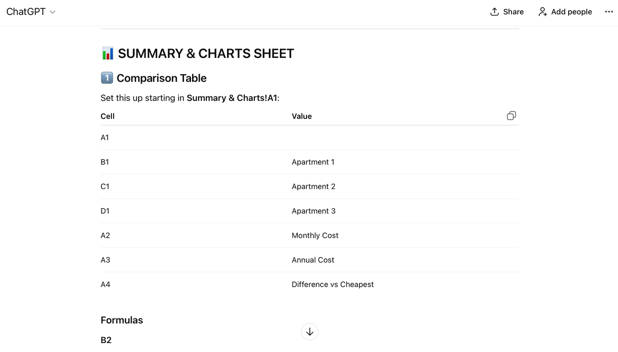 ChatGPT
Share
Add people
📊 SUMMARY & CHARTS SHEET
1️⃣ Comparison Table
Set this up starting in Summary & Charts!A1:
Cell Value
A1
B1 Apartment 1
C1 Apartment 2
D1 Apartment 3
A2 Monthly Cost
A3 Annual Cost
A4 Difference vs Cheapest
Formulas
B2